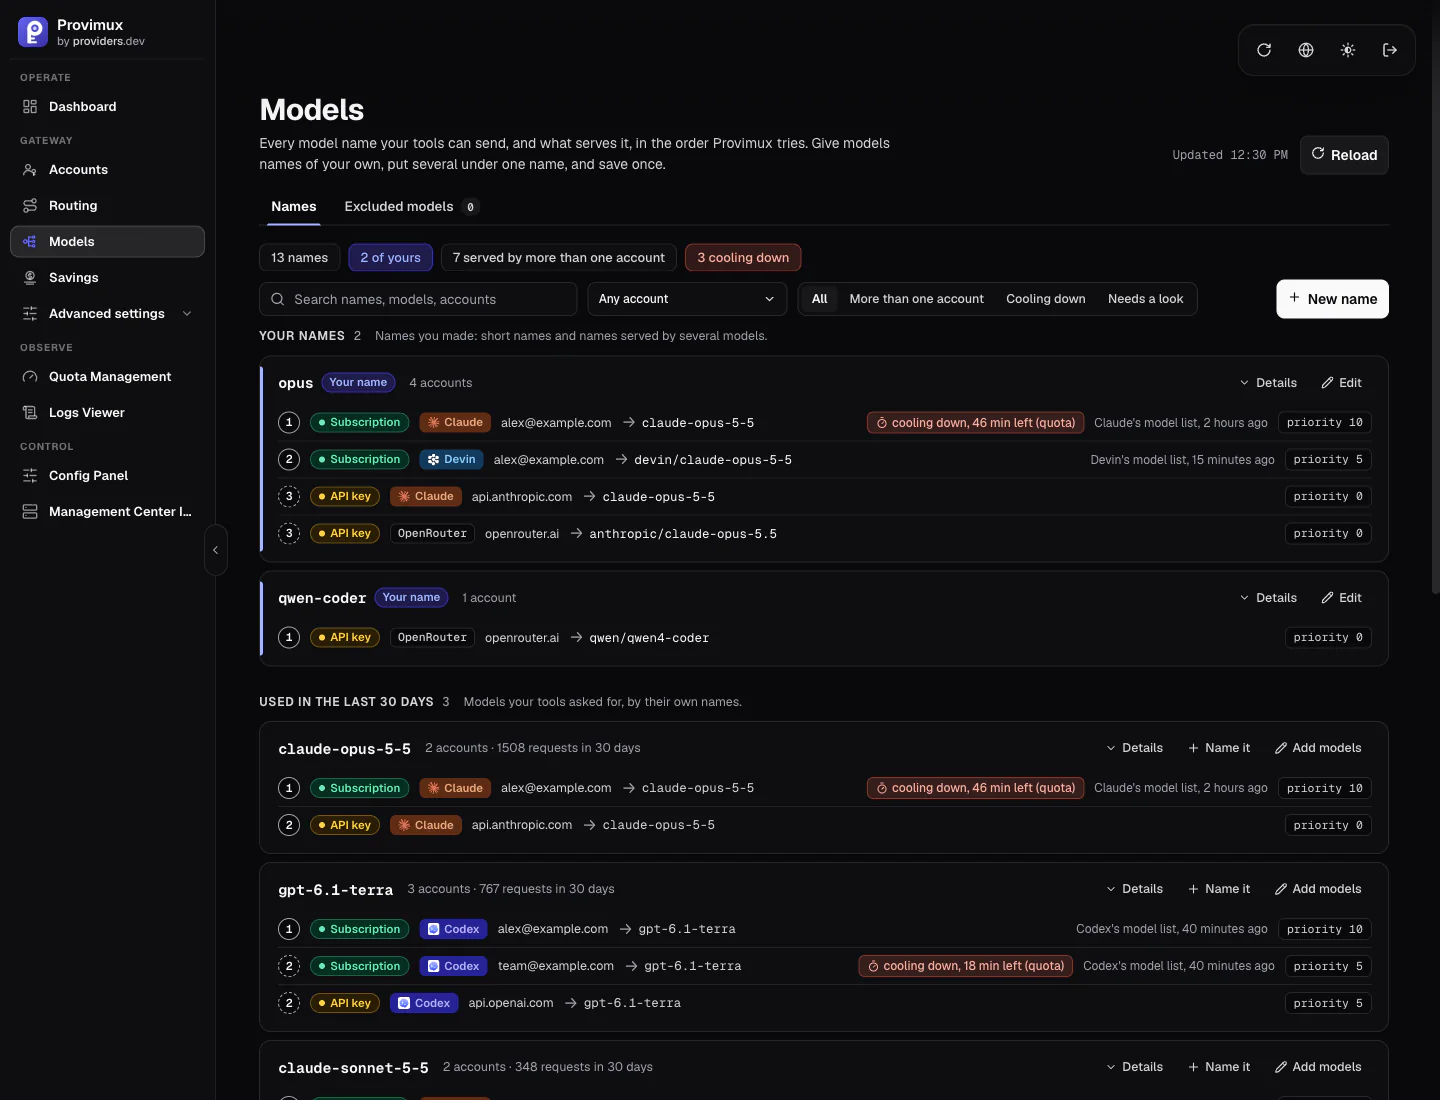 Provimux
by providers.dev
OPERATE
Dashboard
GATEWAY
Accounts
Routing
Models
Savings
Advanced settings
OBSERVE
Quota Management
Logs Viewer
CONTROL
Config Panel
Management Center I...
Models
Every model name your tools can send, and what serves it, in the order Provimux tries. Give models
names of your own, put several under one name, and save once.
Updated 12:30 PM
Reload
Names
Excluded models 0
13 names
2 of yours
7 served by more than one account
3 cooling down
Search names, models, accounts
Any account
All
More than one account
Cooling down
Needs a look
+ New name
YOUR NAMES 2 Names you made: short names and names served by several models.
opus Your name 4 accounts Details Edit
1 Subscription Claude alex@example.com → claude-opus-5-5 cooling down, 46 min left (quota) Claude's model list, 2 hours ago priority 10
2 Subscription Devin alex@example.com → devin/claude-opus-5-5 Devin's model list, 15 minutes ago priority 5
3 API key Claude api.anthropic.com → claude-opus-5-5 priority 0
3 API key OpenRouter openrouter.ai → anthropic/claude-opus-5.5 priority 0
qwen-coder Your name 1 account Details Edit
1 API key OpenRouter openrouter.ai → qwen/qwen4-coder priority 0
USED IN THE LAST 30 DAYS 3 Models your tools asked for, by their own names.
claude-opus-5-5 2 accounts · 1508 requests in 30 days Details + Name it Add models
1 Subscription Claude alex@example.com → claude-opus-5-5 cooling down, 46 min left (quota) Claude's model list, 2 hours ago priority 10
2 API key Claude api.anthropic.com → claude-opus-5-5 priority 0
gpt-6.1-terra 3 accounts · 767 requests in 30 days Details + Name it Add models
1 Subscription Codex alex@example.com → gpt-6.1-terra Codex's model list, 40 minutes ago priority 10
2 Subscription Codex team@example.com → gpt-6.1-terra cooling down, 18 min left (quota) Codex's model list, 40 minutes ago priority 5
2 API key Codex api.openai.com → gpt-6.1-terra priority 5
claude-sonnet-5-5 2 accounts · 348 requests in 30 days Details + Name it Add models